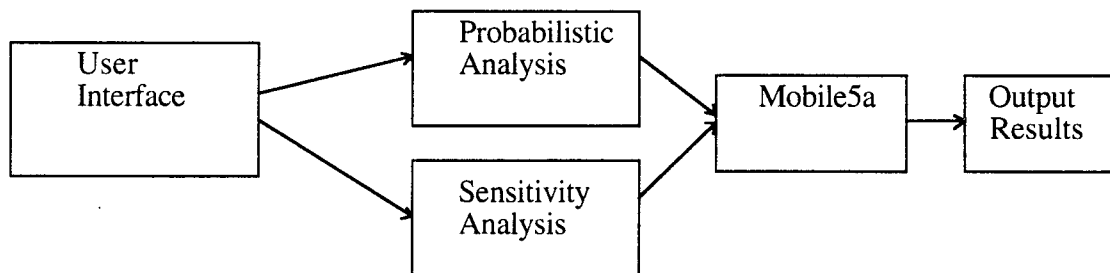 User
Interface
Probabilistic
Analysis
Sensitivity
Analysis
Mobile5a
Output
Results